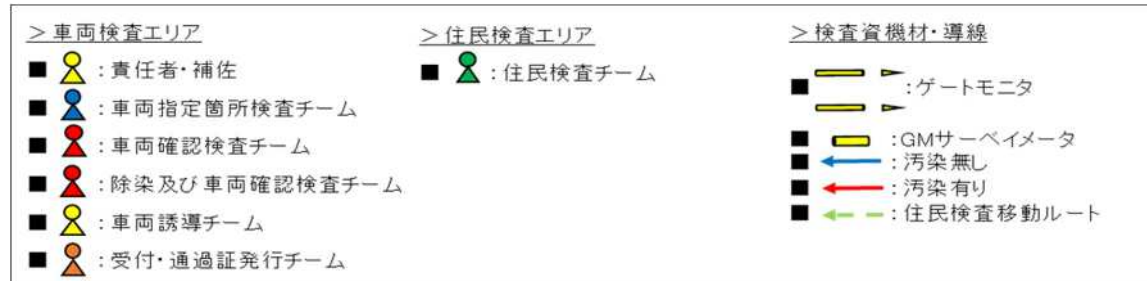 ＞車両検査エリア
■ ：責任者・補佐
■ ：車両指定箇所検査チーム
■ ：車両確認検査チーム
■ ：除染及び車両確認検査チーム
■ ：車両誘導チーム
■ ：受付・通過証発行チーム
＞住民検査エリア
■ ：住民検査チーム
＞検査資機材・導線
■ ：ゲートモニタ
■ ：GMサーベイメータ
■ ：汚染無し
■ ：汚染有り
■ ：住民検査移動ルート